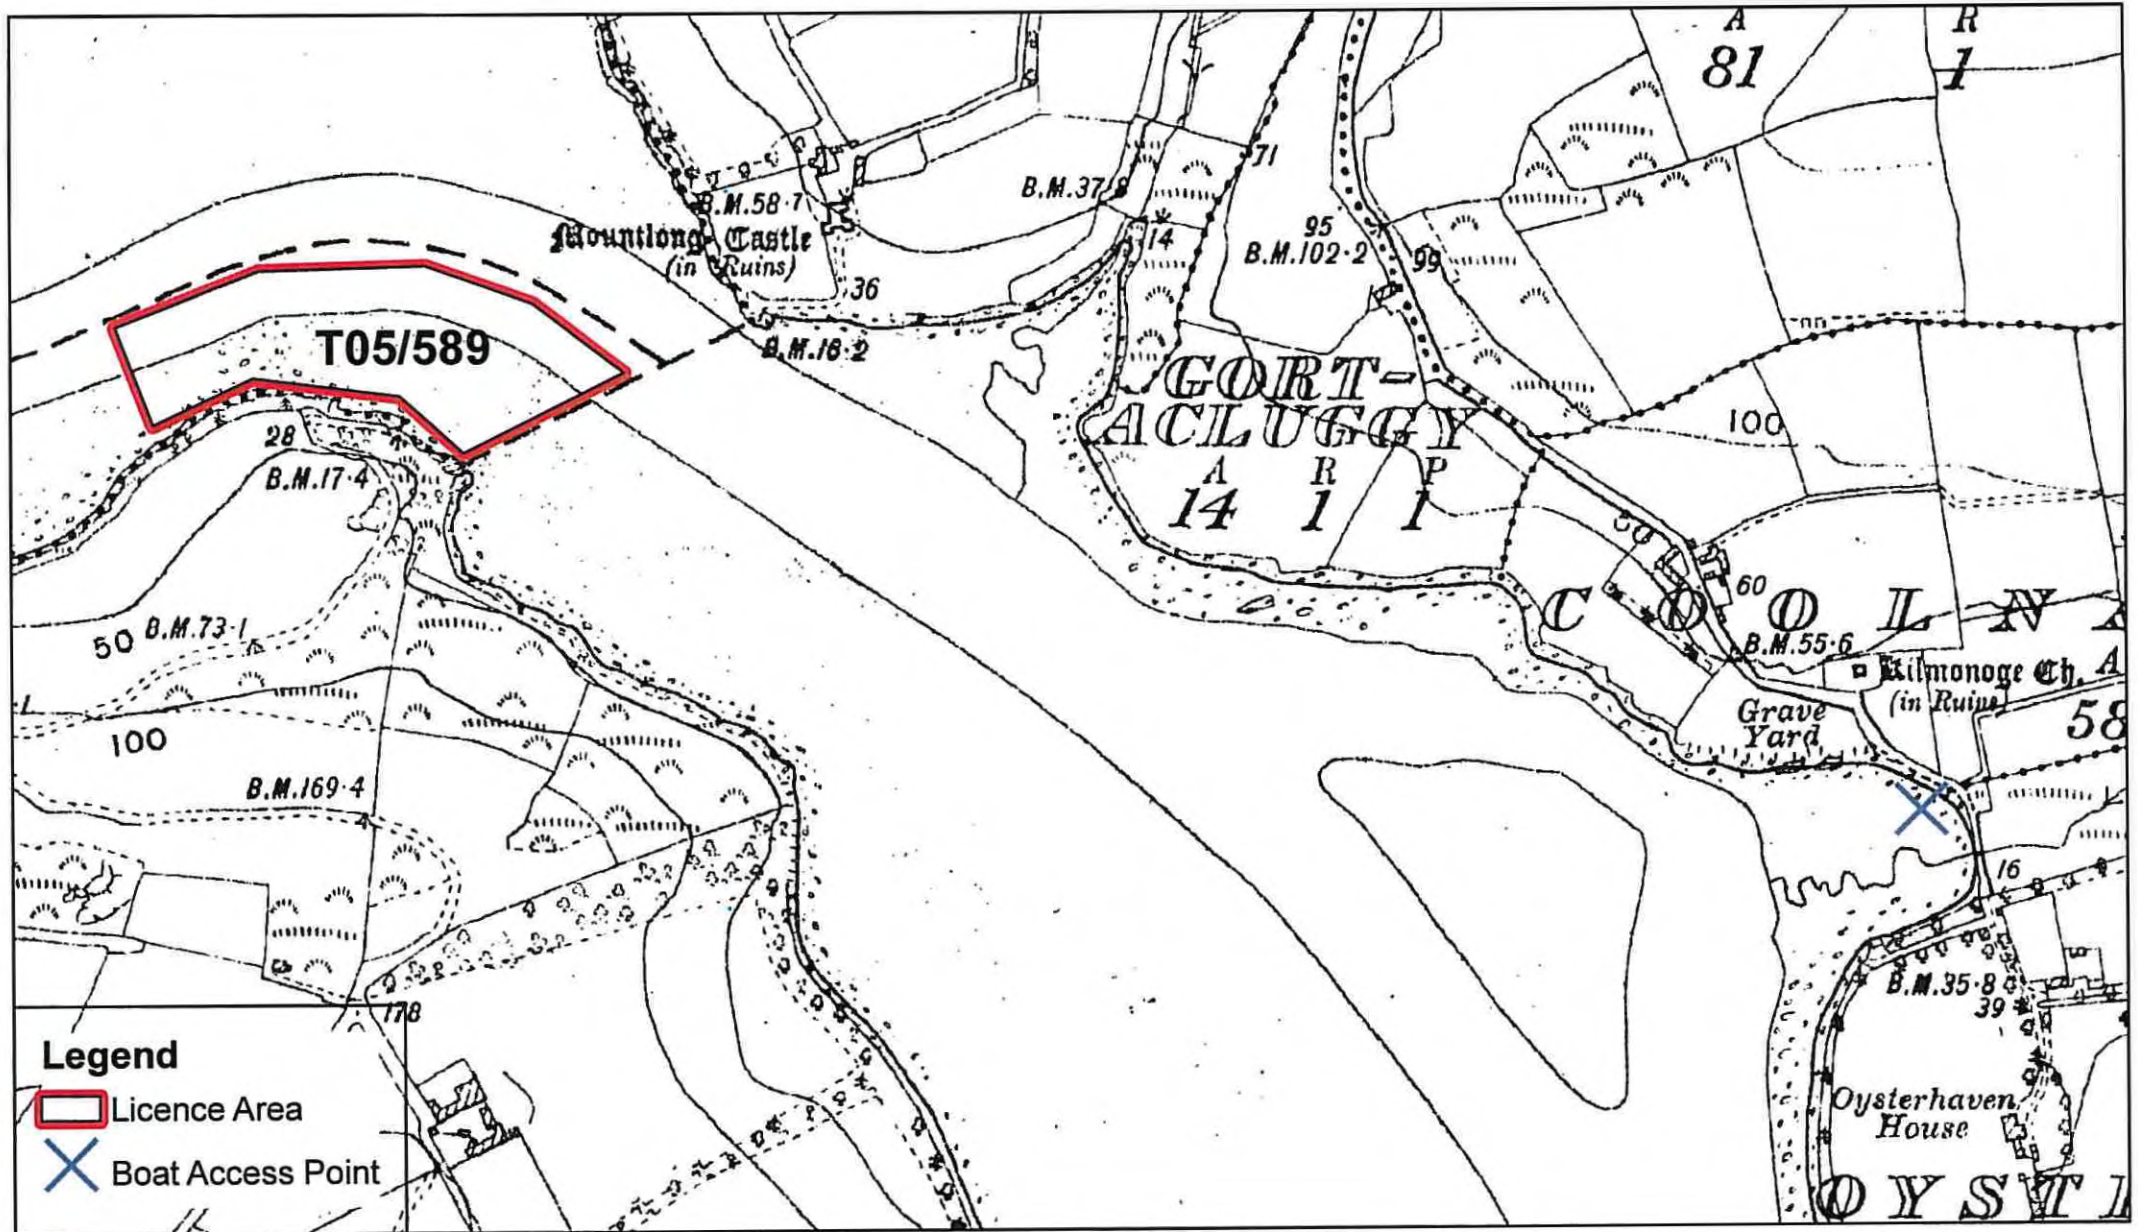 A R
81 1
71
B.M.37·8
B.M.58·7
Mountlong Castle
(in Ruins)
14
95
B.M.102·2
99
36
T05/589
B.M.18·2
GORT-
ACLUGGY
A R P
14 1 1
100
28
B.M.17·4
60
COOLN
B.M.55·6
50
B.M.73·1
Kilmonoge Ch.
(in Ruins)
A
58
Grave
Yard
100
B.M.169·4
16
B.M.35·8
39
178
Legend
Licence Area
Boat Access Point
Oysterhaven
House
OYST